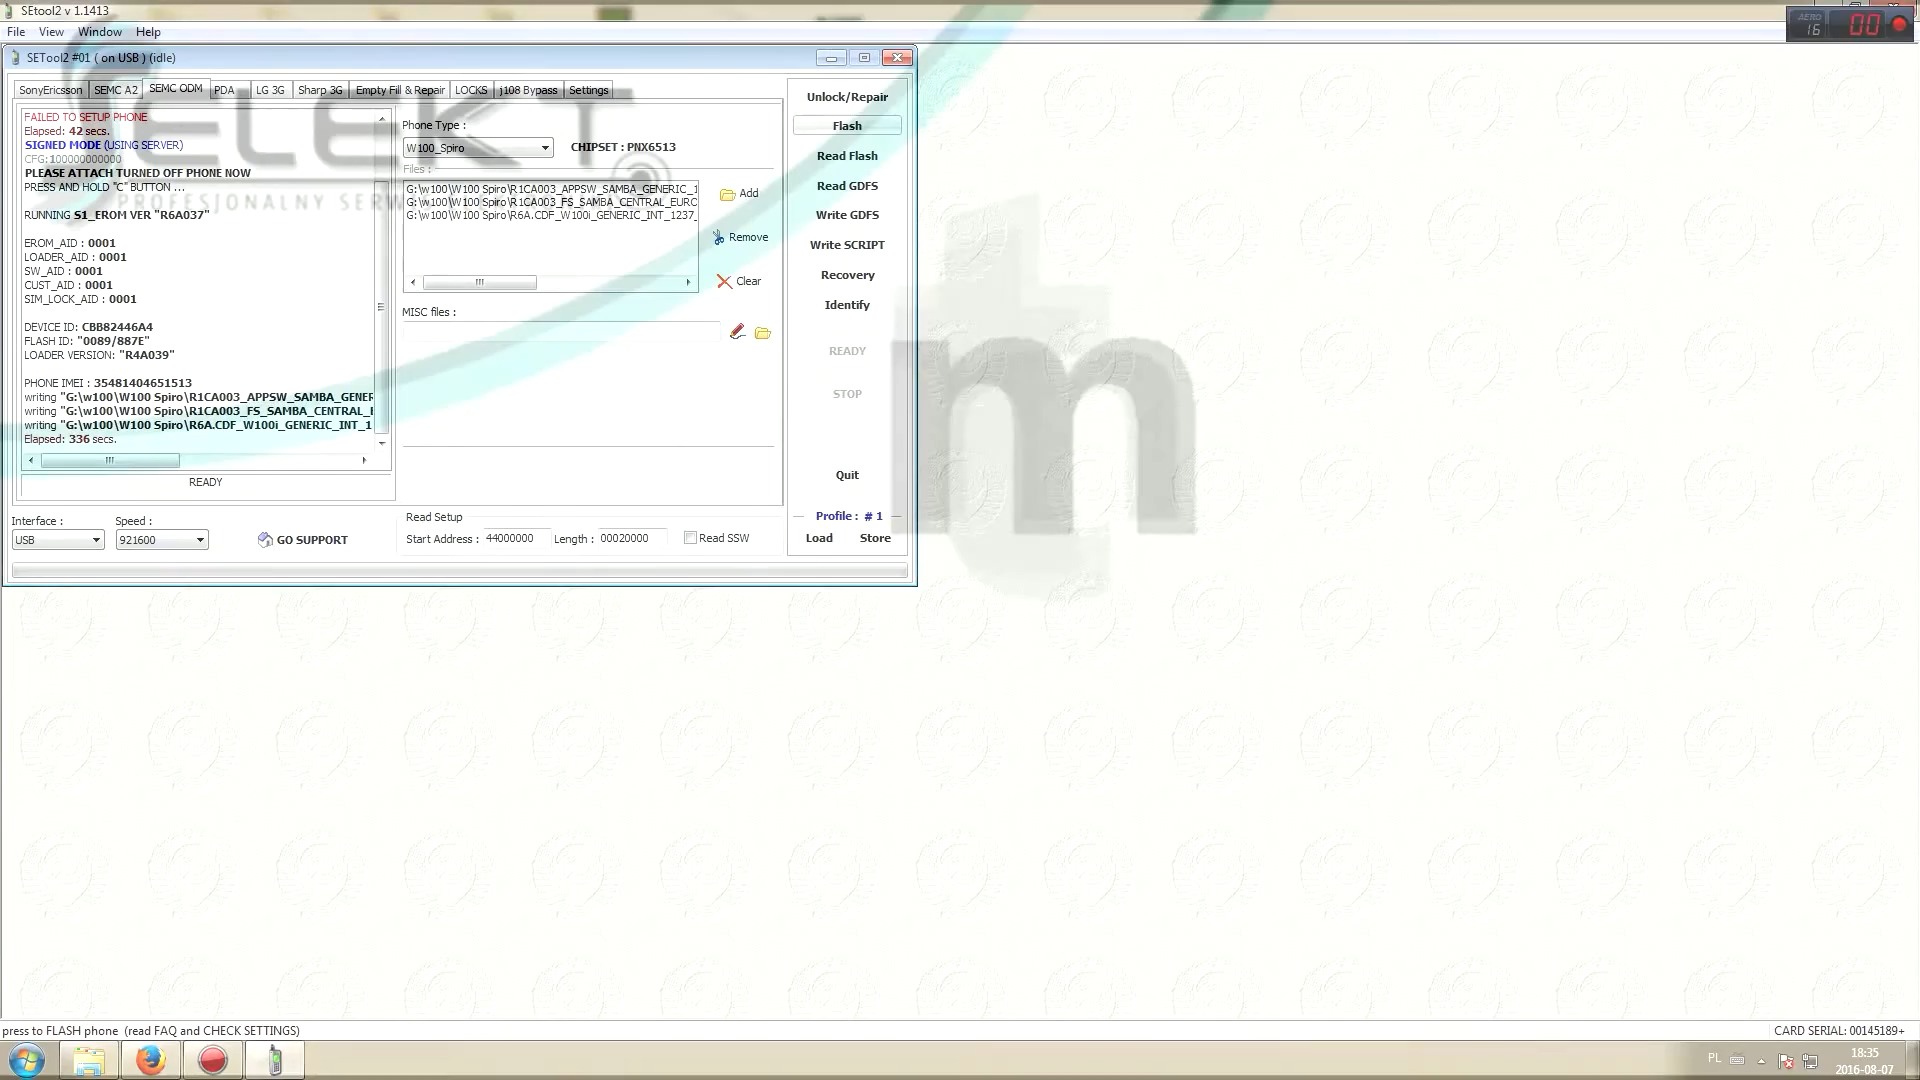 SEtool2 v 1.1413
File View Window Help
AERO 16 00
SETool2 #01 ( on USB ) (idle)
SonyEricsson SEMC A2 SEMC ODM PDA LG 3G Sharp 3G Empty Fill & Repair LOCKS j108 Bypass Settings
SELEKT
PROFESJONALNY SERW
FAILED TO SETUP PHONE
Elapsed: 42 secs.
SIGNED MODE (USING SERVER)
CFG:100000000000
PLEASE ATTACH TURNED OFF PHONE NOW
PRESS AND HOLD "C" BUTTON ...
RUNNING S1_EROM VER "R6A037"
EROM_AID : 0001
LOADER_AID : 0001
SW_AID : 0001
CUST_AID : 0001
SIM_LOCK_AID : 0001
DEVICE ID: CBB82446A4
FLASH ID: "0089/887E"
LOADER VERSION: "R4A039"
PHONE IMEI : 35481404651513
writing "G:\w100\W100 Spiro\R1CA003_APPSW_SAMBA_GENER
writing "G:\w100\W100 Spiro\R1CA003_FS_SAMBA_CENTRAL_
writing "G:\w100\W100 Spiro\R6A.CDF_W100i_GENERIC_INT_1
Elapsed: 336 secs.
READY
Phone Type :
W100_Spiro CHIPSET : PNX6513
Files :
G:\w100\W100 Spiro\R1CA003_APPSW_SAMBA_GENERIC_1
G:\w100\W100 Spiro\R1CA003_FS_SAMBA_CENTRAL_EURO
G:\w100\W100 Spiro\R6A.CDF_W100i_GENERIC_INT_1237_
Add
Remove
Clear
MISC files :
Unlock/Repair
Flash
Read Flash
Read GDFS
Write GDFS
Write SCRIPT
Recovery
Identify
READY
STOP
Quit
Profile : # 1
Load Store
Interface : Speed :
USB 921600 GO SUPPORT
Read Setup
Start Address : 44000000 Length : 00020000 Read SSW
m
press to FLASH phone (read FAQ and CHECK SETTINGS)
CARD SERIAL: 00145189+
PL
18:35
2016-08-07